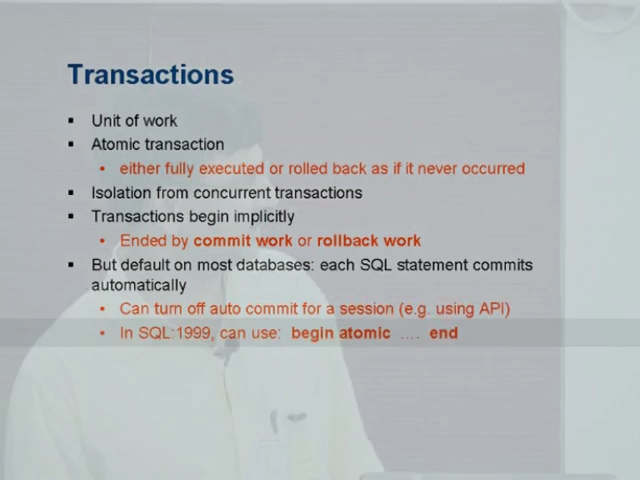 Transactions
▪ Unit of work
▪ Atomic transaction
• either fully executed or rolled back as if it never occurred
▪ Isolation from concurrent transactions
▪ Transactions begin implicitly
• Ended by commit work or rollback work
▪ But default on most databases: each SQL statement commits
automatically
• Can turn off auto commit for a session (e.g. using API)
• In SQL:1999, can use: begin atomic …. end